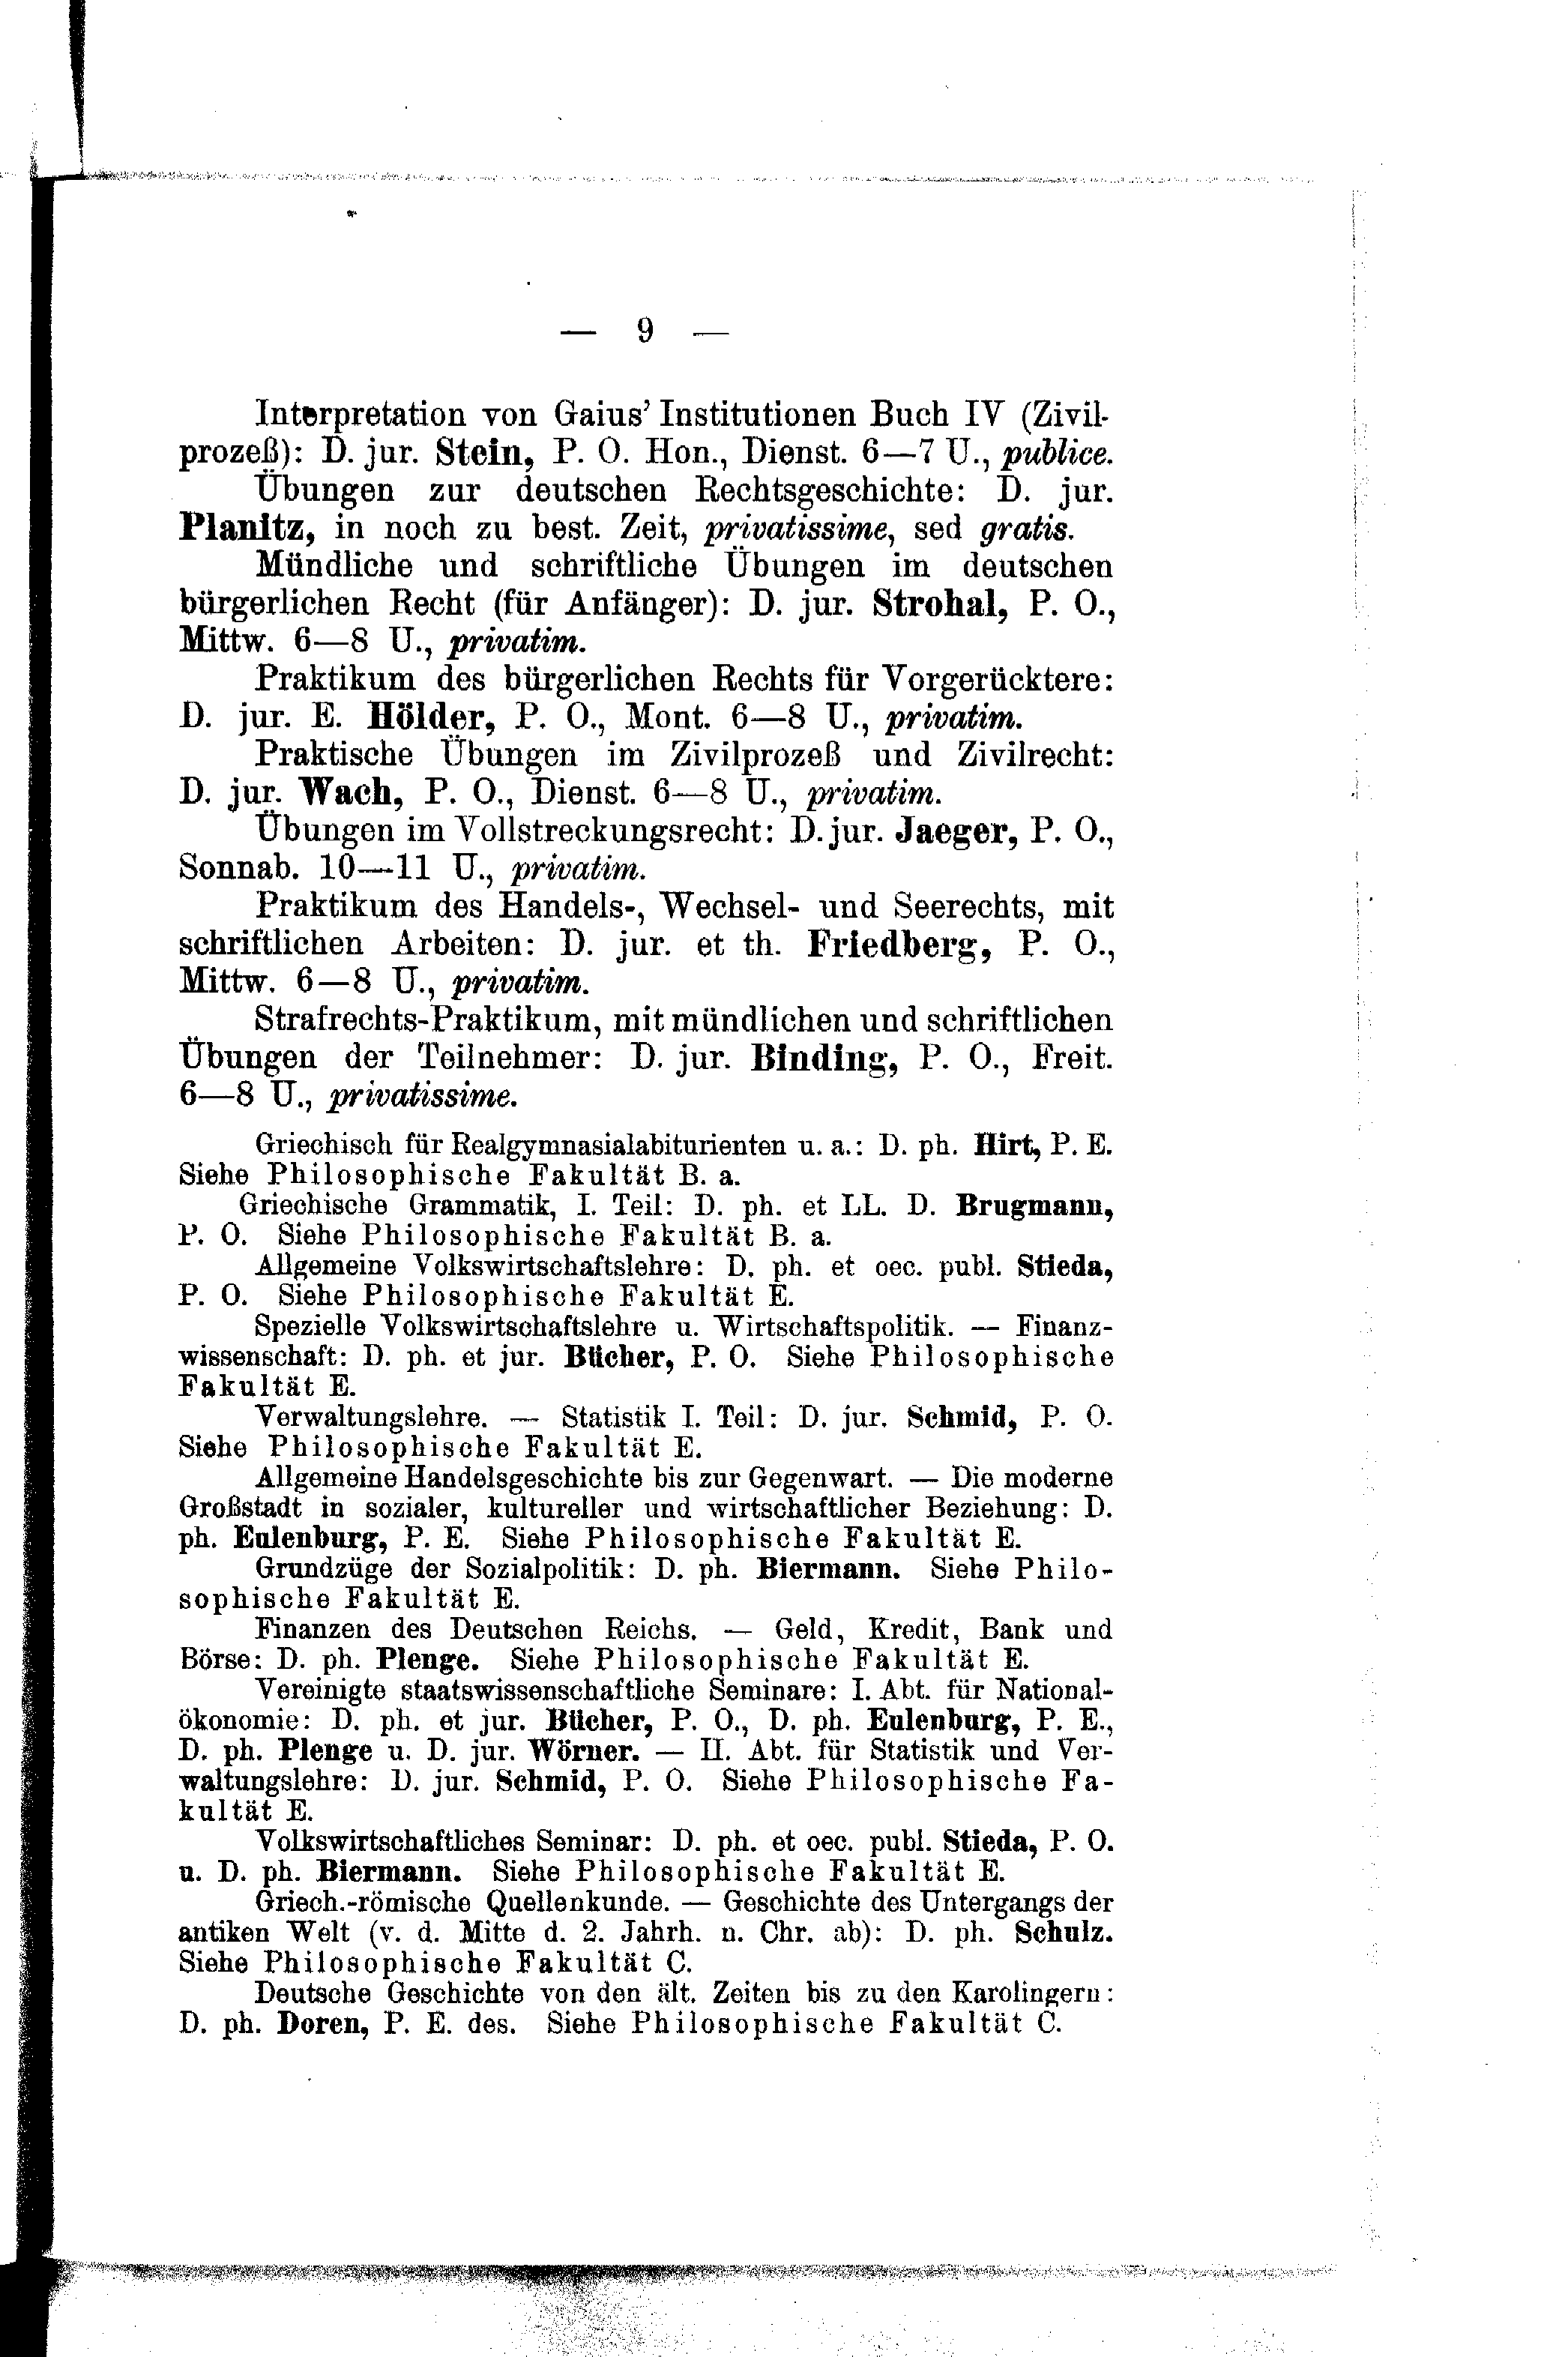 — 9 —
Interpretation von Gaius' Institutionen Buch IV (Zivil-
prozeß): D. jur. Stein, P. O. Hon., Dienst. 6—7 U., publice.
Übungen zur deutschen Rechtsgeschichte: D. jur.
Planitz, in noch zu best. Zeit, privatissime, sed gratis.
Mündliche und schriftliche Übungen im deutschen
bürgerlichen Recht (für Anfänger): D. jur. Strohal, P. O.,
Mittw. 6—8 U., privatim.
Praktikum des bürgerlichen Rechts für Vorgerücktere:
D. jur. E. Hölder, P. O., Mont. 6—8 U., privatim.
Praktische Übungen im Zivilprozeß und Zivilrecht:
D. jur. Wach, P. O., Dienst. 6—8 U., privatim.
Übungen im Vollstreckungsrecht: D. jur. Jaeger, P. O.,
Sonnab. 10—11 U., privatim.
Praktikum des Handels-, Wechsel- und Seerechts, mit
schriftlichen Arbeiten: D. jur. et th. Friedberg, P. O.,
Mittw. 6—8 U., privatim.
Strafrechts-Praktikum, mit mündlichen und schriftlichen
Übungen der Teilnehmer: D. jur. Binding, P. O., Freit.
6—8 U., privatissime.
Griechisch für Realgymnasialabiturienten u. a.: D. ph. Hirt, P. E.
Siehe Philosophische Fakultät B. a.
Griechische Grammatik, I. Teil: D. ph. et LL. D. Brugmann,
P. O. Siehe Philosophische Fakultät B. a.
Allgemeine Volkswirtschaftslehre: D. ph. et oec. publ. Stieda,
P. O. Siehe Philosophische Fakultät E.
Spezielle Volkswirtschaftslehre u. Wirtschaftspolitik. — Finanz-
wissenschaft: D. ph. et jur. Bücher, P. O. Siehe Philosophische
Fakultät E.
Verwaltungslehre. — Statistik I. Teil: D. jur. Schmid, P. O.
Siehe Philosophische Fakultät E.
Allgemeine Handelsgeschichte bis zur Gegenwart. — Die moderne
Großstadt in sozialer, kultureller und wirtschaftlicher Beziehung: D.
ph. Eulenburg, P. E. Siehe Philosophische Fakultät E.
Grundzüge der Sozialpolitik: D. ph. Biermann. Siehe Philo-
sophische Fakultät E.
Finanzen des Deutschen Reichs. — Geld, Kredit, Bank und
Börse: D. ph. Plenge. Siehe Philosophische Fakultät E.
Vereinigte staatswissenschaftliche Seminare: I. Abt. für National-
ökonomie: D. ph. et jur. Bücher, P. O., D. ph. Eulenburg, P. E.,
D. ph. Plenge u. D. jur. Wörner. — II. Abt. für Statistik und Ver-
waltungslehre: D. jur. Schmid, P. O. Siehe Philosophische Fa-
kultät E.
Volkswirtschaftliches Seminar: D. ph. et oec. publ. Stieda, P. O.
u. D. ph. Biermann. Siehe Philosophische Fakultät E.
Griech.-römische Quellenkunde. — Geschichte des Untergangs der
antiken Welt (v. d. Mitte d. 2. Jahrh. n. Chr. ab): D. ph. Schulz.
Siehe Philosophische Fakultät C.
Deutsche Geschichte von den ält. Zeiten bis zu den Karolingern:
D. ph. Doren, P. E. des. Siehe Philosophische Fakultät C.